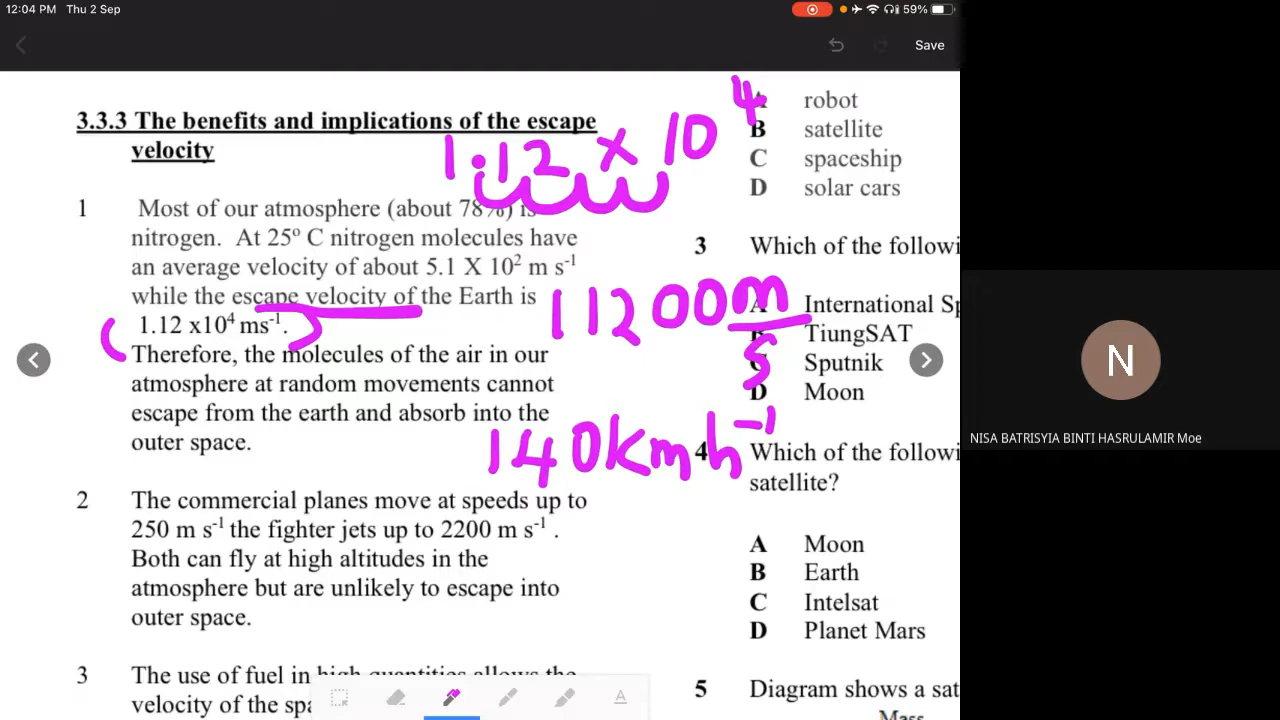 12:04 PM Thu 2 Sep
59%
Save
3.3.3 The benefits and implications of the escape
velocity
1.12 x 10⁴
1 Most of our atmosphere (about 78%) is
nitrogen. At 25º C nitrogen molecules have
an average velocity of about 5.1 X 10² m s⁻¹
while the escape velocity of the Earth is
1.12 x10⁴ ms⁻¹.
Therefore, the molecules of the air in our
atmosphere at random movements cannot
escape from the earth and absorb into the
outer space.
11200 m
s
140 km h⁻¹
2 The commercial planes move at speeds up to
250 m s⁻¹ the fighter jets up to 2200 m s⁻¹ .
Both can fly at high altitudes in the
atmosphere but are unlikely to escape into
outer space.
3 The use of fuel in high quantities allows the
velocity of the
A robot
B satellite
C spaceship
D solar cars
3 Which of the
A International
B TiungSAT
C Sputnik
D Moon
4 Which of the
satellite?
A Moon
B Earth
C Intelsat
D Planet Mars
5 Diagram shows a
Mass
A
N
NISA BATRISYIA BINTI HASRULAMIR Moe